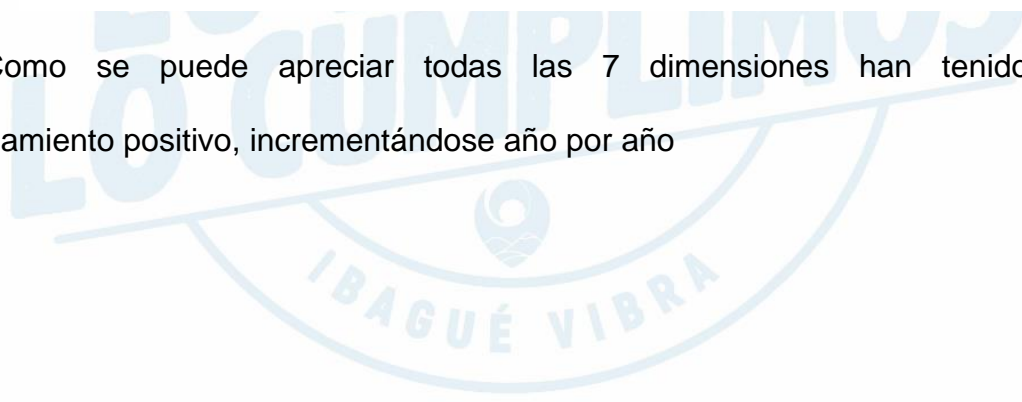 LO CUMPLIMOS
Como se puede apreciar todas las 7 dimensiones han tenido
amiento positivo, incrementándose año por año
IBAGUÉ VIBRA